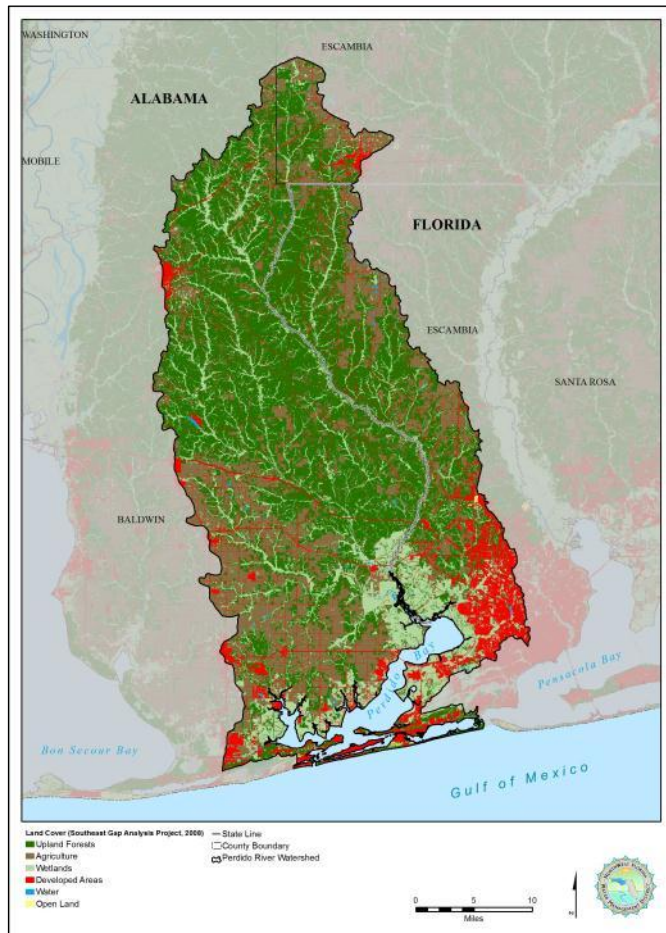 WASHINGTON
ESCAMBIA
ALABAMA
MOBILE
FLORIDA
ESCAMBIA
SANTA ROSA
BALDWIN
Perdido Bay
Pensacola Bay
Bon Secour Bay
Gulf of Mexico
Land Cover (Southeast Gap Analysis Project, 2008)
Upland Forests
Agriculture
Wetlands
Developed Areas
Water
Open Land
State Line
County Boundary
Perdido River Watershed
0 5 10
Miles
N